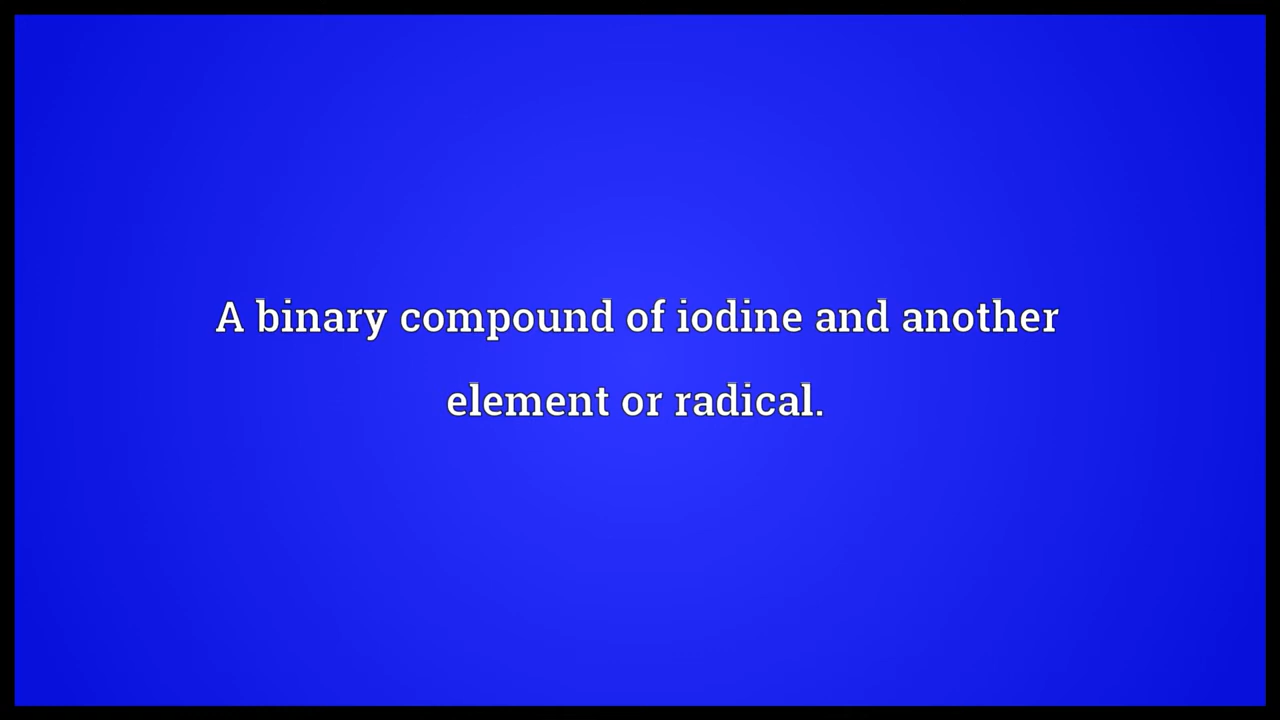 A binary compound of iodine and another
element or radical.